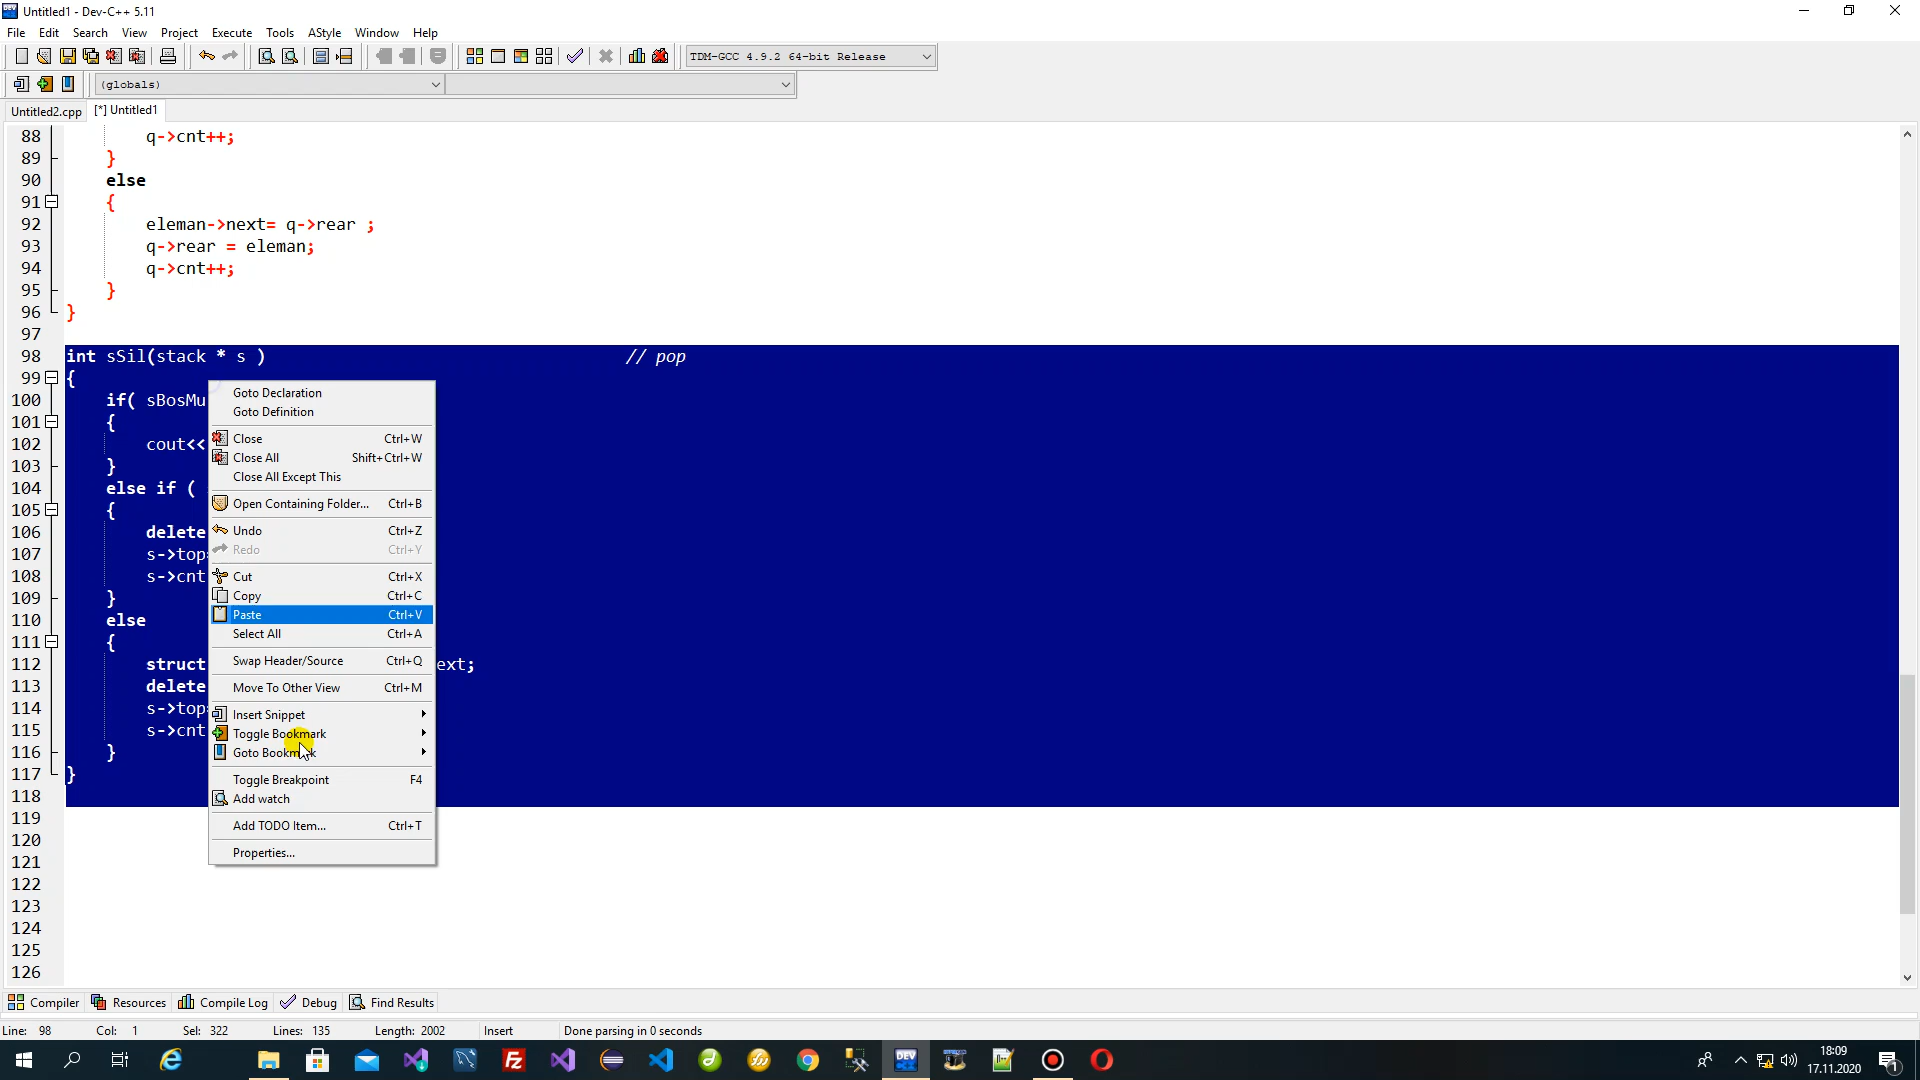 Untitled1 - Dev-C++ 5.11
File Edit Search View Project Execute Tools AStyle Window Help
TDM-GCC 4.9.2 64-bit Release
(globals)
Untitled2.cpp [*] Untitled1
88 q->cnt++;
89 }
90 else
91 {
92 eleman->next= q->rear ;
93 q->rear = eleman;
94 q->cnt++;
95 }
96 }
97
98 int sSil(stack * s ) // pop
99 {
100 if( sBosMu
101 {
102 cout<<
103 }
104 else if (
105 {
106 delete
107 s->top
108 s->cnt
109 }
110 else
111 {
112 struct ext;
113 delete
114 s->top
115 s->cnt
116 }
117 }
118
119
120
121
122
123
124
125
126
Goto Declaration
Goto Definition
Close Ctrl+W
Close All Shift+Ctrl+W
Close All Except This
Open Containing Folder... Ctrl+B
Undo Ctrl+Z
Redo Ctrl+Y
Cut Ctrl+X
Copy Ctrl+C
Paste Ctrl+V
Select All Ctrl+A
Swap Header/Source Ctrl+Q
Move To Other View Ctrl+M
Insert Snippet
Toggle Bookmark
Goto Bookmark
Toggle Breakpoint F4
Add watch
Add TODO Item... Ctrl+T
Properties...
Compiler Resources Compile Log Debug Find Results
Line: 98 Col: 1 Sel: 322 Lines: 135 Length: 2002 Insert Done parsing in 0 seconds
18:09
17.11.2020